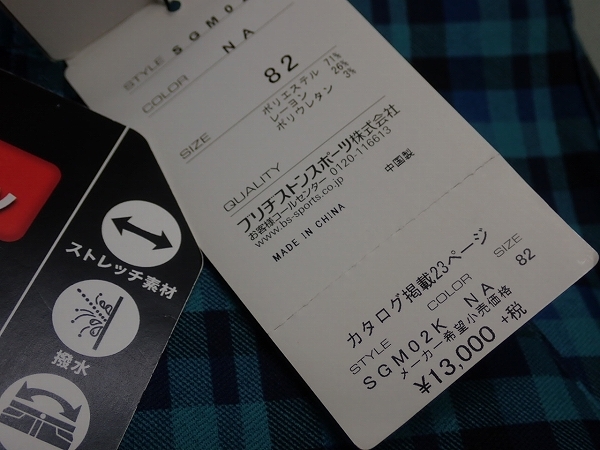 STYLE SGM02K
COLOR NA
SIZE 82
ポリエステル 71%
レーヨン 26%
ポリウレタン 3%
QUALITY
ブリヂストンスポーツ株式会社
お客様コールセンター 0120-116613
www.bs-sports.co.jp
中国製
MADE IN CHINA
カタログ掲載23ページ
STYLE COLOR SIZE
SGM02K NA 82
メーカー希望小売価格
¥13,000 +税
ストレッチ素材
撥水